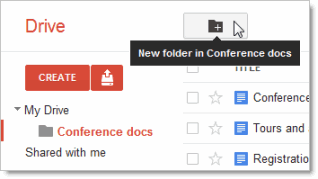 Drive
New folder in Conference docs
CREATE
TITLE
My Drive
Conference docs
Shared with me
Conference
Tours and
Registratio